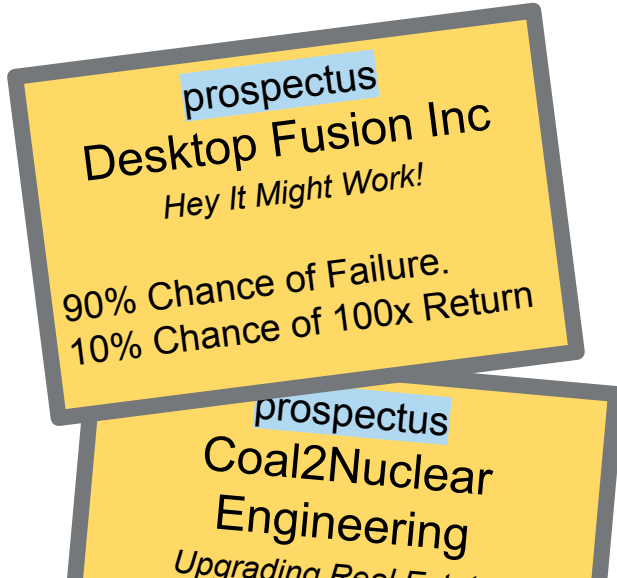 prospectus
Desktop Fusion Inc
Hey It Might Work!
90% Chance of Failure.
10% Chance of 100x Return
prospectus
Coal2Nuclear
Engineering
Upgrading Real